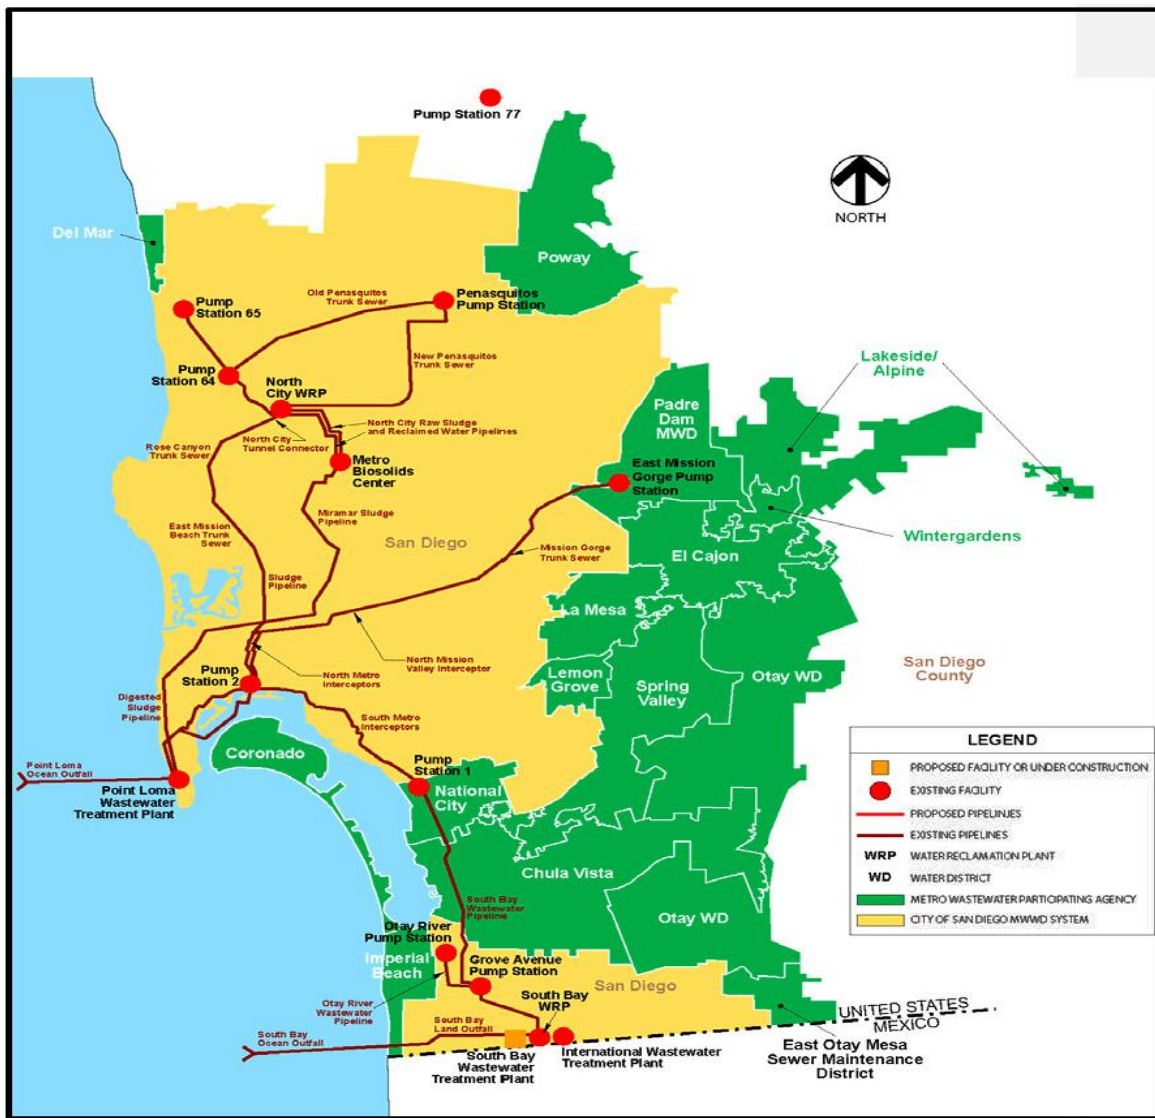 Pump Station 77
NORTH
Del Mar
Poway
Pump
Station 65
Old Penasquitos
Trunk Sewer
Penasquitos
Pump Station
New Penasquitos
Trunk Sewer
Pump
Station 64
North
City WRP
Lakeside/
Alpine
Padre
Dam
MWD
North City Raw Sludge
and Reclaimed Water Pipelines
Rose Canyon
Trunk Sewer
North City
Tunnel Connector
Metro
Biosolids
Center
East Mission
Gorge Pump
Station
Miramar Sludge
Pipeline
East Mission
Beach Trunk
Sewer
San Diego
Wintergardens
Mission Gorge
Trunk Sewer
El Cajon
Sludge
Pipeline
La Mesa
North Mission
Valley Interceptor
Pump
Station 2
North Metro
Interceptors
Lemon
Grove
Spring
Valley
Otay WD
San Diego
County
Digested
Sludge
Pipeline
South Metro
Interceptors
Coronado
Point Loma
Ocean Outfall
Point Loma
Wastewater
Treatment Plant
Pump
Station 1
National
City
LEGEND
PROPOSED FACILITY OR UNDER CONSTRUCTION
EXISTING FACILITY
PROPOSED PIPELINJES
EXISTING PIPELINES
WRP WATER RECLAMATION PLANT
WD WATER DISTRICT
METRO WASTEWATER PARTICIPATING AGENCY
CITY OF SAN DIEGO MWWD SYSTEM
Chula Vista
South Bay
Wastewater
Pipeline
Otay WD
Otay River
Pump Station
Imperial
Beach
Grove Avenue
Pump Station
San Diego
South Bay
WRP
Otay River
Wastewater
Pipeline
South Bay
Land Outfall
South Bay
Ocean Outfall
South Bay
Wastewater
Treatment Plant
International Wastewater
Treatment Plant
UNITED STATES
MEXICO
East Otay Mesa
Sewer Maintenance
District